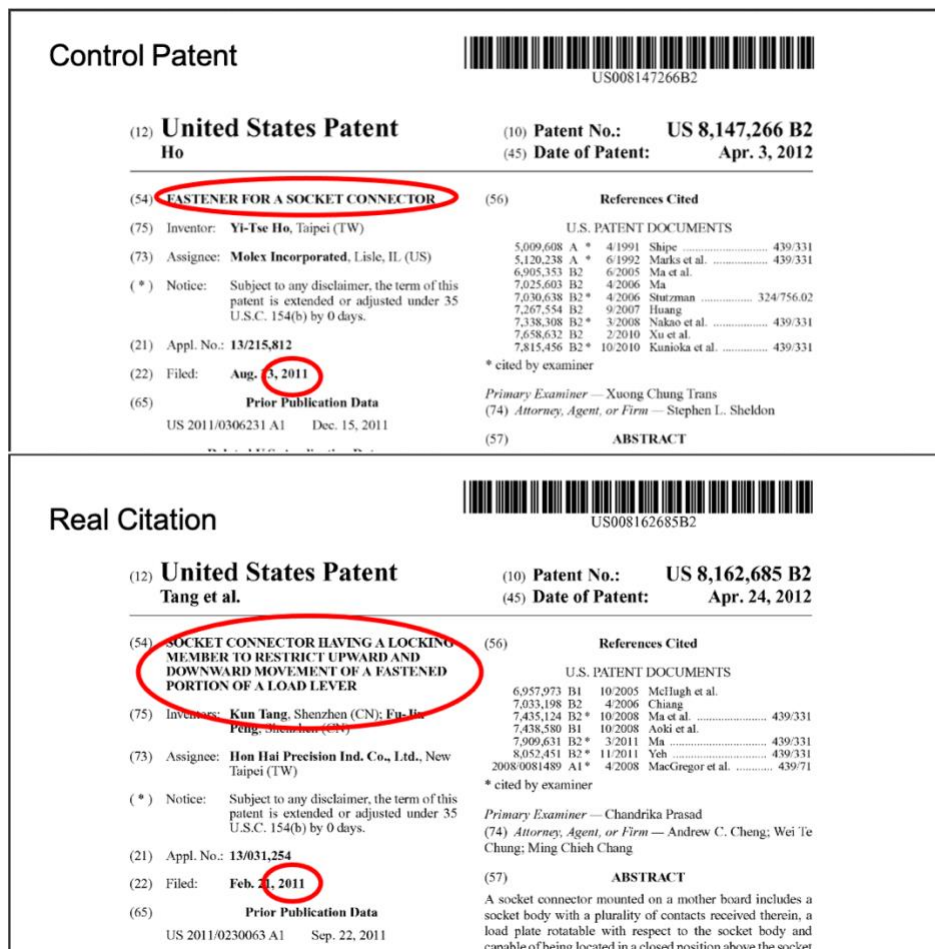 Control Patent
US008147266B2
(12) United States Patent
Ho
(10) Patent No.: US 8,147,266 B2
(45) Date of Patent: Apr. 3, 2012
(54) FASTENER FOR A SOCKET CONNECTOR
(75) Inventor: Yi-Tse Ho, Taipei (TW)
(73) Assignee: Molex Incorporated, Lisle, IL (US)
( * ) Notice: Subject to any disclaimer, the term of this
patent is extended or adjusted under 35
U.S.C. 154(b) by 0 days.
(21) Appl. No.: 13/215,812
(22) Filed: Aug. 23, 2011
(65) Prior Publication Data
US 2011/0306231 A1 Dec. 15, 2011
(56) References Cited
U.S. PATENT DOCUMENTS
5,009,608 A * 4/1991 Shipe 439/331
5,120,238 A * 6/1992 Marks et al. 439/331
6,905,353 B2 6/2005 Ma et al.
7,025,603 B2 4/2006 Ma
7,030,638 B2 * 4/2006 Stutzman 324/756.02
7,267,554 B2 9/2007 Huang
7,338,308 B2 * 3/2008 Nakao et al. 439/331
7,658,632 B2 2/2010 Xu et al.
7,815,456 B2 * 10/2010 Kunioka et al. 439/331
* cited by examiner
Primary Examiner — Xuong Chung Trans
(74) Attorney, Agent, or Firm — Stephen L. Sheldon
(57) ABSTRACT
Real Citation
US008162685B2
(12) United States Patent
Tang et al.
(10) Patent No.: US 8,162,685 B2
(45) Date of Patent: Apr. 24, 2012
(54) SOCKET CONNECTOR HAVING A LOCKING
MEMBER TO RESTRICT UPWARD AND
DOWNWARD MOVEMENT OF A FASTENED
PORTION OF A LOAD LEVER
(75) Inventors: Kun Tang, Shenzhen (CN); Fu-Jin
Peng, Shenzhen (CN)
(73) Assignee: Hon Hai Precision Ind. Co., Ltd., New
Taipei (TW)
( * ) Notice: Subject to any disclaimer, the term of this
patent is extended or adjusted under 35
U.S.C. 154(b) by 0 days.
(21) Appl. No.: 13/031,254
(22) Filed: Feb. 21, 2011
(65) Prior Publication Data
US 2011/0230063 A1 Sep. 22, 2011
(56) References Cited
U.S. PATENT DOCUMENTS
6,957,973 B1 10/2005 McHugh et al.
7,033,198 B2 4/2006 Chiang
7,435,124 B2 * 10/2008 Ma et al. 439/331
7,438,580 B1 10/2008 Aoki et al.
7,909,631 B2 * 3/2011 Ma 439/331
8,052,451 B2 * 11/2011 Yeh 439/331
2008/0081489 A1 * 4/2008 MacGregor et al. 439/71
* cited by examiner
Primary Examiner — Chandrika Prasad
(74) Attorney, Agent, or Firm — Andrew C. Cheng; Wei Te
Chung; Ming Chieh Chang
(57) ABSTRACT
A socket connector mounted on a mother board includes a
socket body with a plurality of contacts received therein, a
load plate rotatable with respect to the socket body and
capable of being located in a closed position above the socket